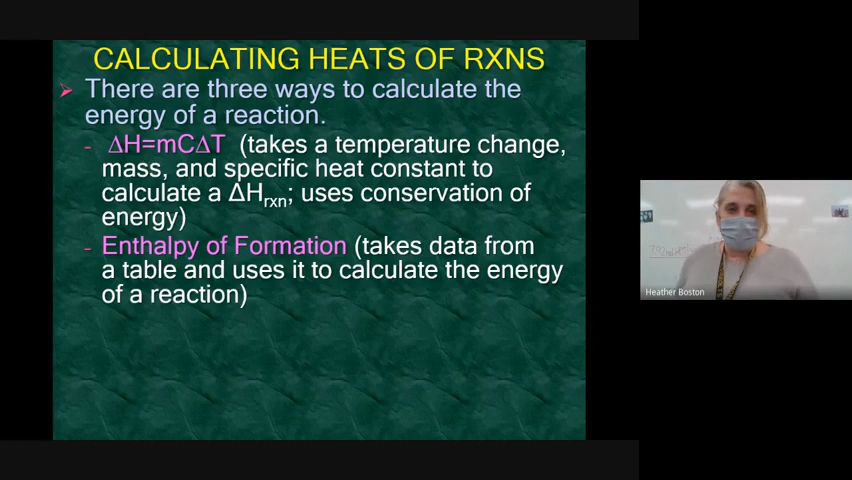 CALCULATING HEATS OF RXNS
➢ There are three ways to calculate the
energy of a reaction.
- ΔH=mCΔT (takes a temperature change,
mass, and specific heat constant to
calculate a ΔHrxn; uses conservation of
energy)
- Enthalpy of Formation (takes data from
a table and uses it to calculate the energy
of a reaction)
Heather Boston